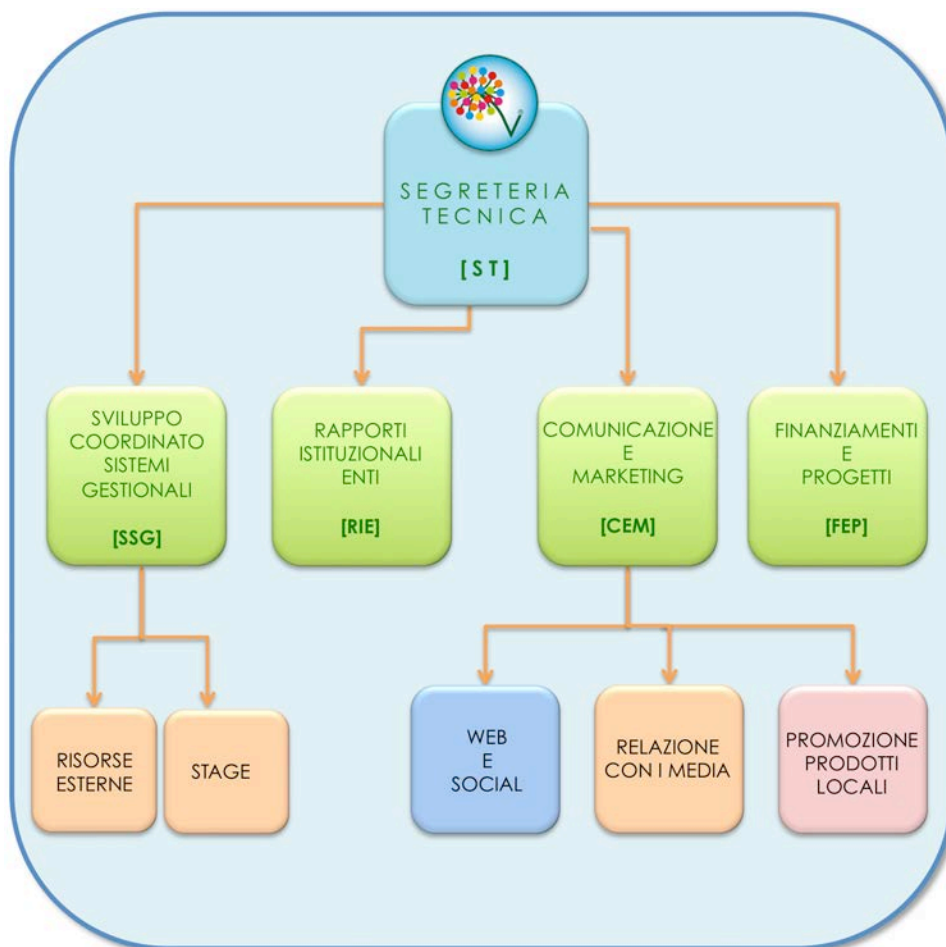 SEGRETERIA
TECNICA
[ST]
SVILUPPO
COORDINATO
SISTEMI
GESTIONALI
[SSG]
RAPPORTI
ISTITUZIONALI
ENTI
[RIE]
COMUNICAZIONE
E
MARKETING
[CEM]
FINANZIAMENTI
E
PROGETTI
[FEP]
RISORSE
ESTERNE
STAGE
WEB
E
SOCIAL
RELAZIONE
CON I MEDIA
PROMOZIONE
PRODOTTI
LOCALI